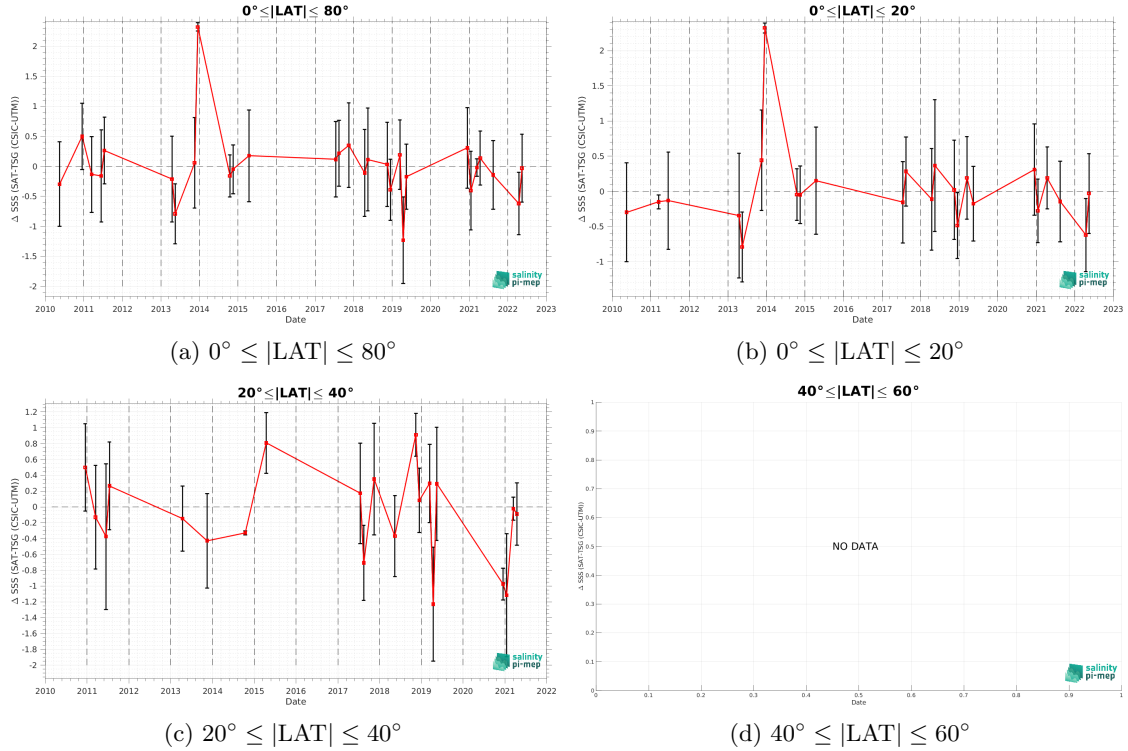 0°≤|LAT|≤ 80°
Δ SSS (SAT-TSG (CSIC-UTM))
2
1.5
1
0.5
0
-0.5
-1
-1.5
-2
2010 2011 2012 2013 2014 2015 2016 2017 2018 2019 2020 2021 2022 2023
Date
salinity
pi-mep
(a) 0° ≤ |LAT| ≤ 80°
0°≤|LAT|≤ 20°
Δ SSS (SAT-TSG (CSIC-UTM))
2
1.5
1
0.5
0
-0.5
-1
2010 2011 2012 2013 2014 2015 2016 2017 2018 2019 2020 2021 2022 2023
Date
salinity
pi-mep
(b) 0° ≤ |LAT| ≤ 20°
20°≤|LAT|≤ 40°
Δ SSS (SAT-TSG (CSIC-UTM))
1.2
1
0.8
0.6
0.4
0.2
0
-0.2
-0.4
-0.6
-0.8
-1
-1.2
-1.4
-1.6
-1.8
-2
2010 2011 2012 2013 2014 2015 2016 2017 2018 2019 2020 2021 2022
Date
salinity
pi-mep
(c) 20° ≤ |LAT| ≤ 40°
40°≤|LAT|≤ 60°
Δ SSS (SAT-TSG (CSIC-UTM))
1
0.9
0.8
0.7
0.6
0.5
0.4
0.3
0.2
0.1
0
NO DATA
0 0.1 0.2 0.3 0.4 0.5 0.6 0.7 0.8 0.9 1
Date
salinity
pi-mep
(d) 40° ≤ |LAT| ≤ 60°